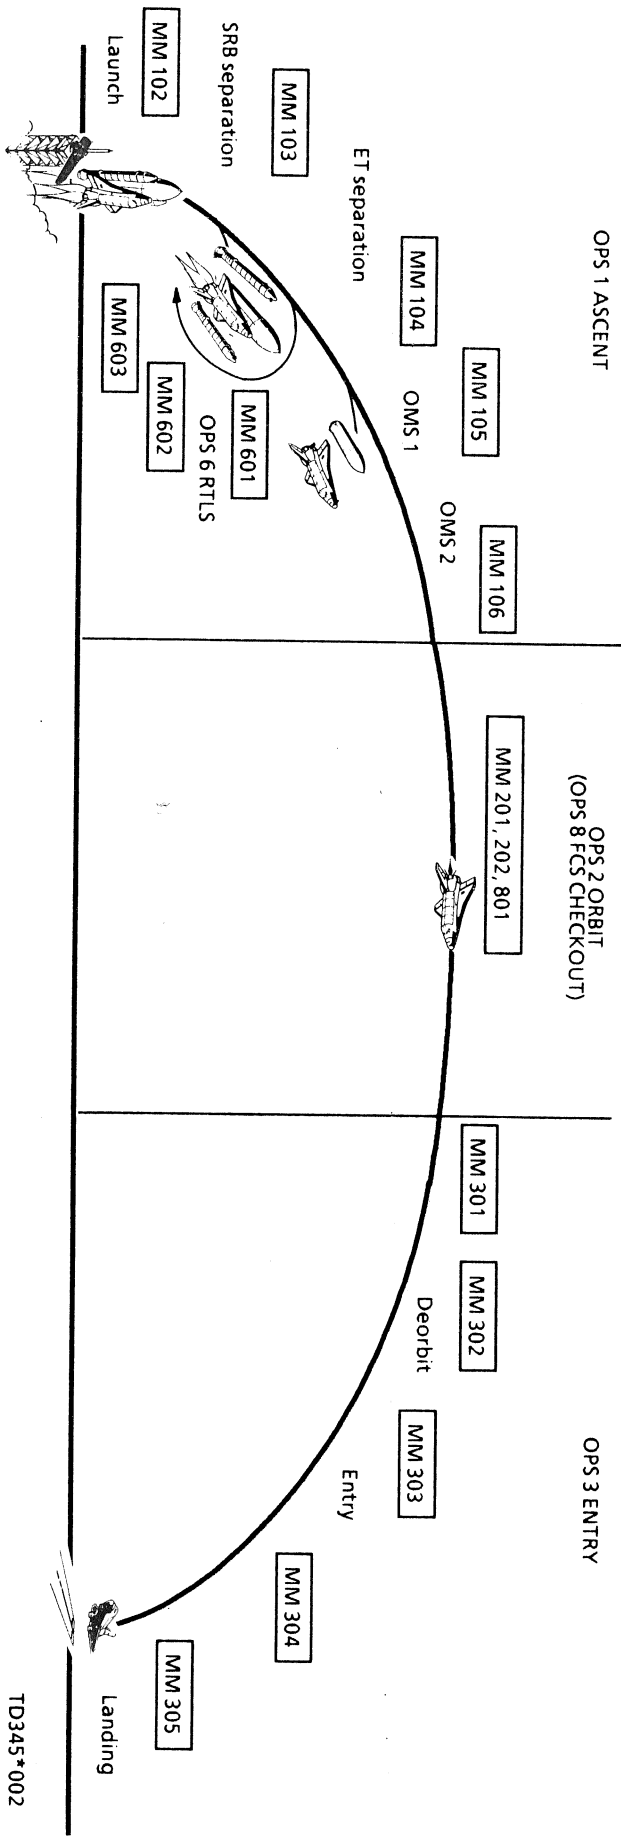 OPS 1 ASCENT
OPS 2 ORBIT
(OPS 8 FCS CHECKOUT)
OPS 3 ENTRY
MM 106
MM 201, 202, 801
MM 301
MM 302
MM 105
OMS 2
Deorbit
MM 104
OMS 1
MM 303
ET separation
Entry
MM 103
MM 304
SRB separation
MM 601
OPS 6 RTLS
MM 102
MM 602
MM 305
Launch
MM 603
Landing
TD345*002